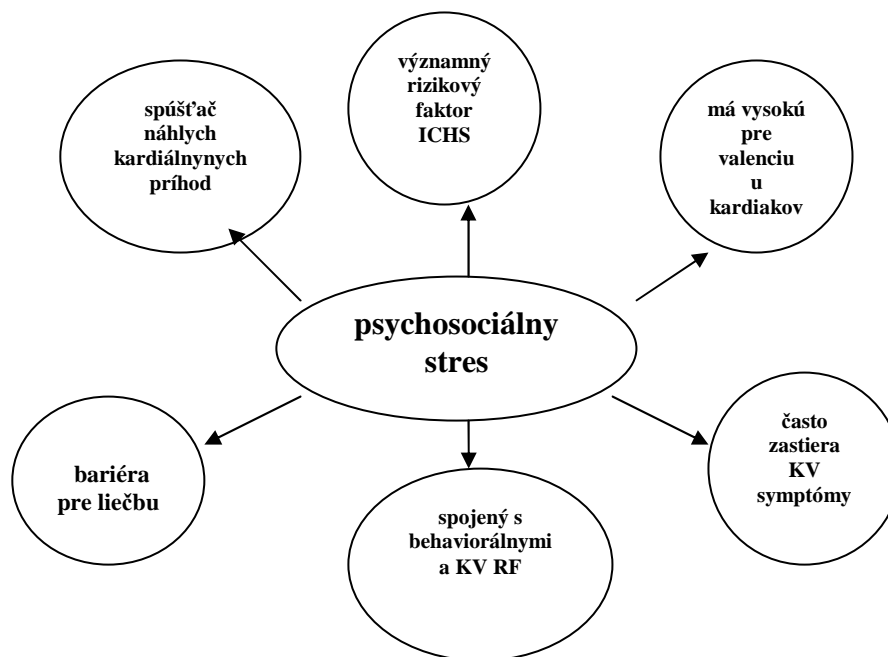 významný
rizikový
faktor
ICHS
spúšťač
náhlych
kardiálnynych
príhod
má vysokú
pre
valenciu
u
kardiakov
psychosociálny
stres
bariéra
pre liečbu
spojený s
behaviorálnymi
a KV RF
často
zastiera
KV
symptómy